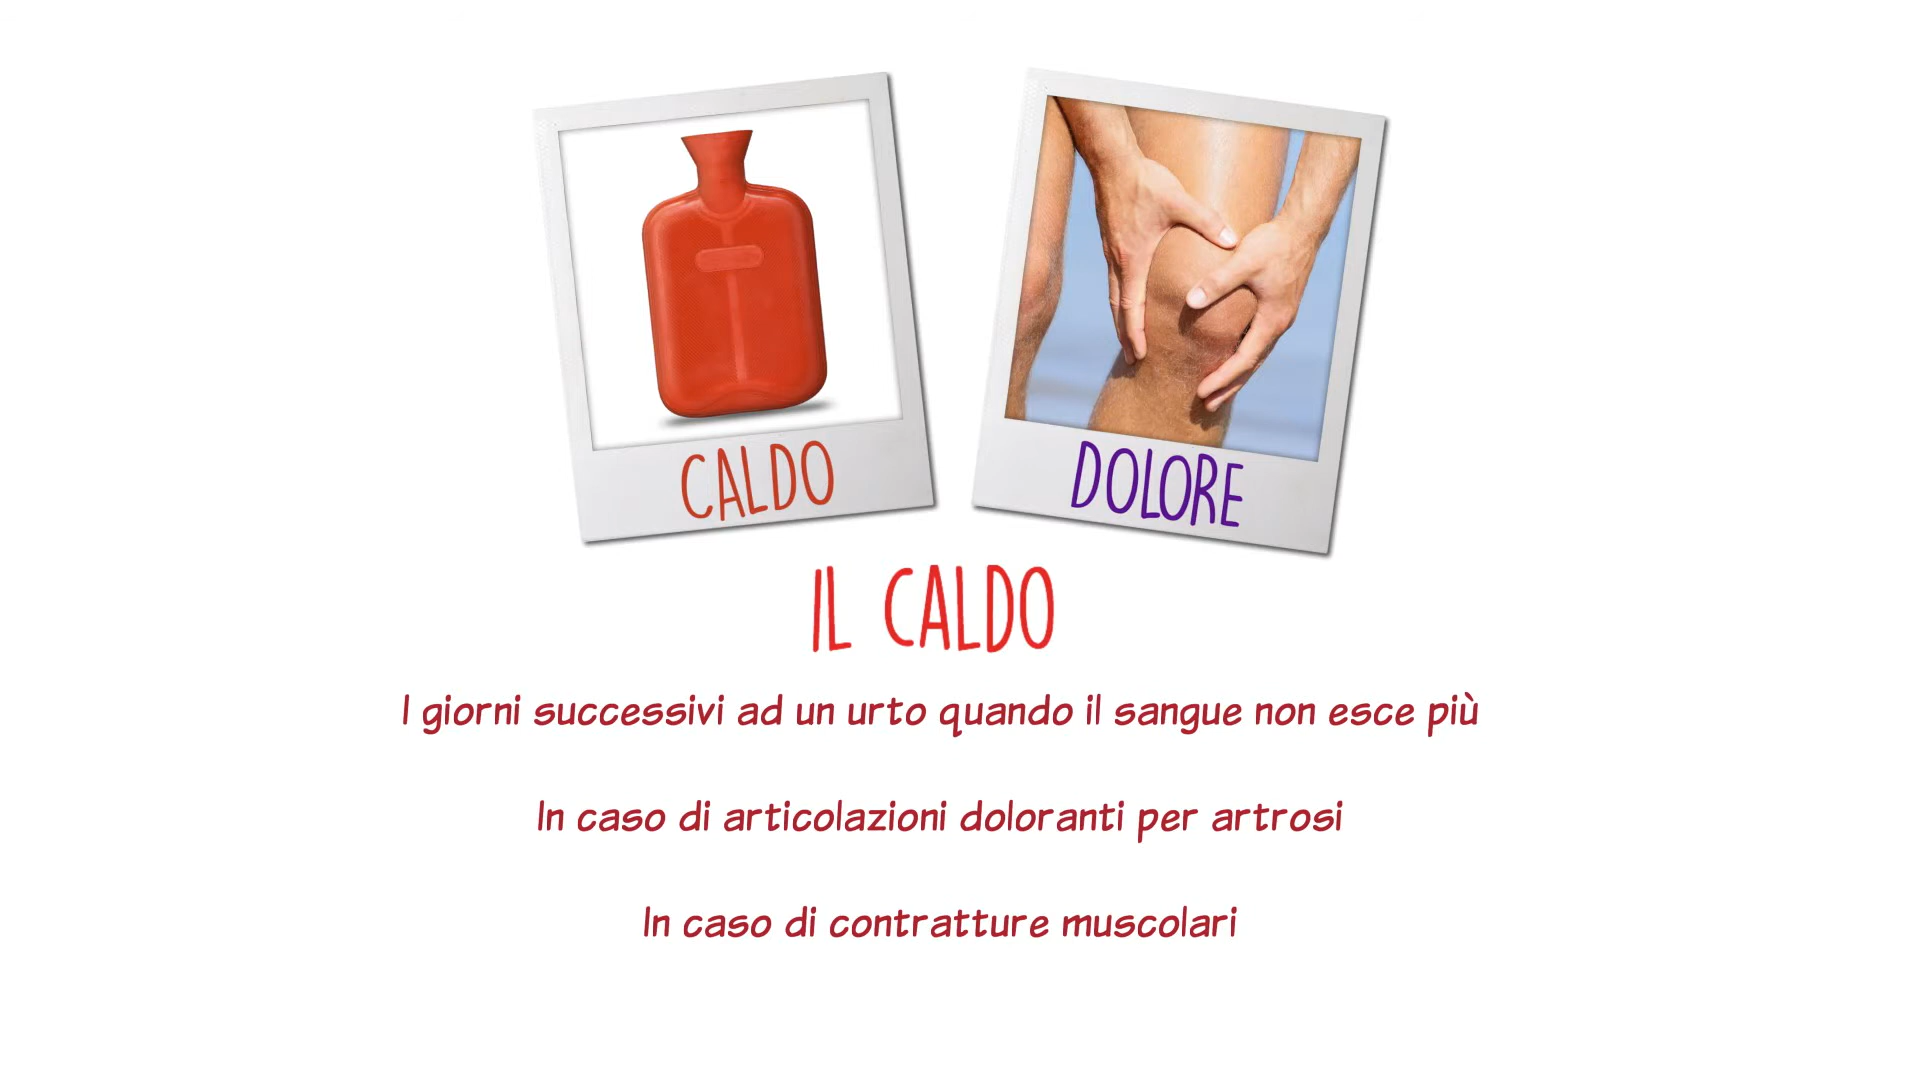 CALDO
DOLORE
IL CALDO
I giorni successivi ad un urto quando il sangue non esce più
In caso di articolazioni doloranti per artrosi
In caso di contratture muscolari